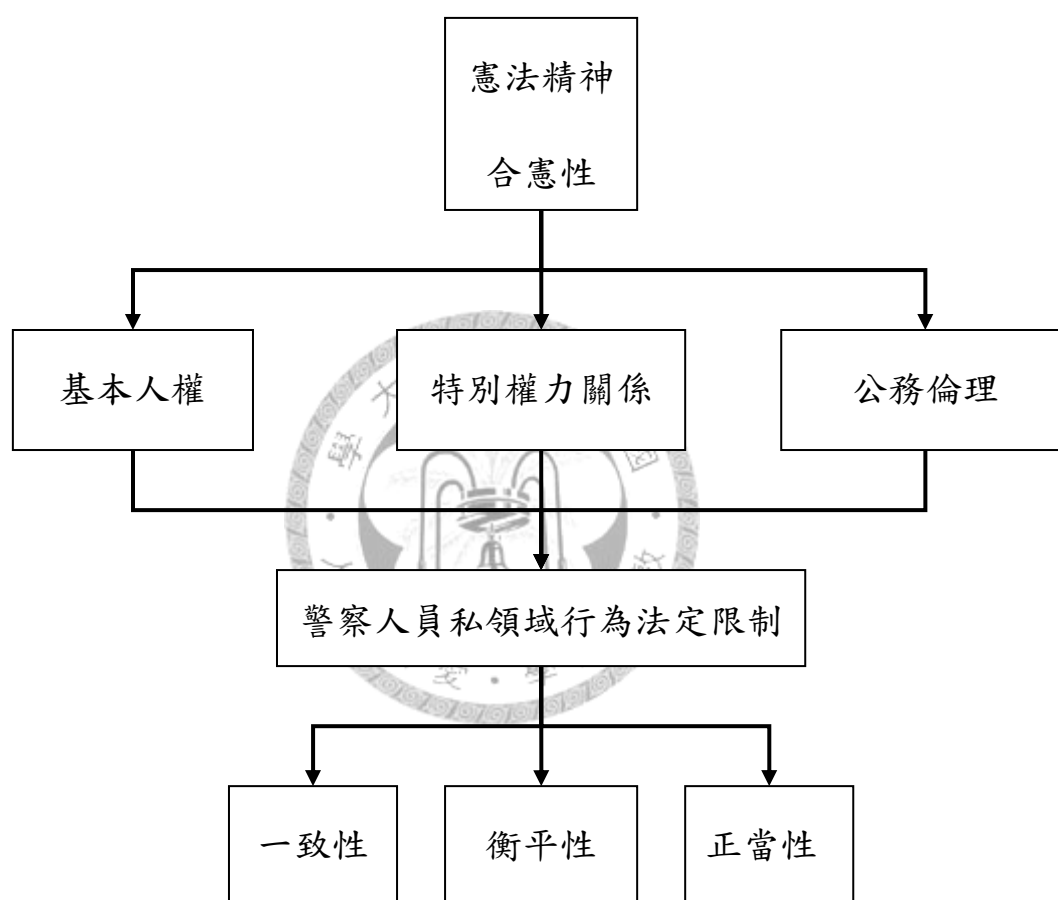 憲法精神
合憲性
基本人權
特別權力關係
公務倫理
警察人員私領域行為法定限制
一致性
衡平性
正當性